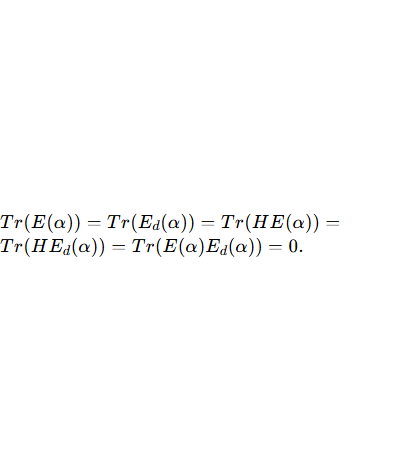 Tr(E(α)) = Tr(E_d(α)) = Tr(HE(α)) =
Tr(HE_d(α)) = Tr(E(α)E_d(α)) = 0.